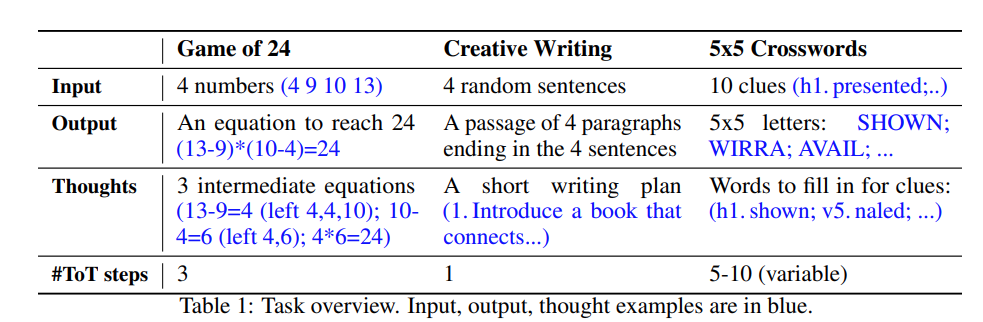 Game of 24 Creative Writing 5x5 Crosswords
Input 4 numbers (4 9 10 13) 4 random sentences 10 clues (h1. presented;..)
Output An equation to reach 24 A passage of 4 paragraphs 5x5 letters: SHOWN;
(13-9)*(10-4)=24 ending in the 4 sentences WIRRA; AVAIL; ...
Thoughts 3 intermediate equations A short writing plan Words to fill in for clues:
(13-9=4 (left 4,4,10); 10- (1. Introduce a book that (h1. shown; v5. naled; ...)
4=6 (left 4,6); 4*6=24) connects...)
#ToT steps 3 1 5-10 (variable)
Table 1: Task overview. Input, output, thought examples are in blue.